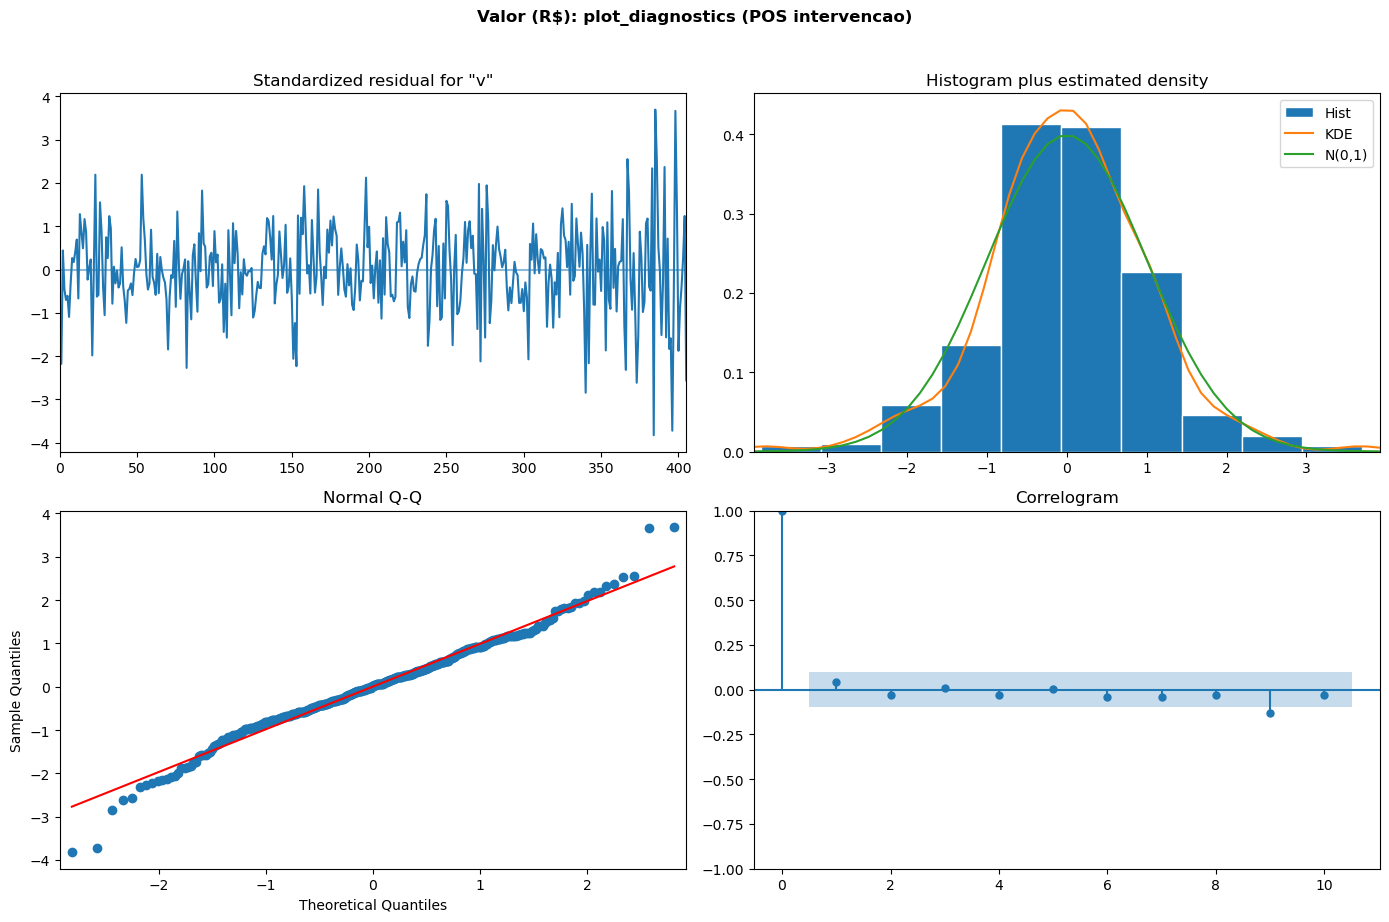 Valor (R$): plot_diagnostics (POS intervencao)
Standardized residual for "v"
4
3
2
1
0
−1
−2
−3
−4
0 50 100 150 200 250 300 350 400
Histogram plus estimated density
Hist
KDE
N(0,1)
0.4
0.3
0.2
0.1
0.0
−3 −2 −1 0 1 2 3
Normal Q-Q
Sample Quantiles
4
3
2
1
0
−1
−2
−3
−4
−2 −1 0 1 2
Theoretical Quantiles
Correlogram
1.00
0.75
0.50
0.25
0.00
−0.25
−0.50
−0.75
−1.00
0 2 4 6 8 10